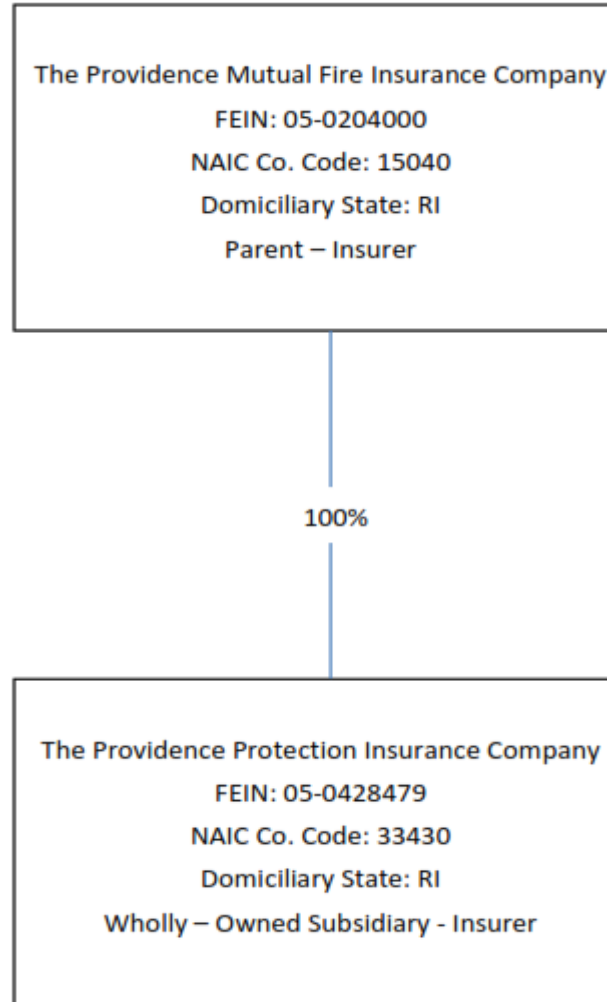 The Providence Mutual Fire Insurance Company
FEIN: 05-0204000
NAIC Co. Code: 15040
Domiciliary State: RI
Parent – Insurer
100%
The Providence Protection Insurance Company
FEIN: 05-0428479
NAIC Co. Code: 33430
Domiciliary State: RI
Wholly – Owned Subsidiary - Insurer